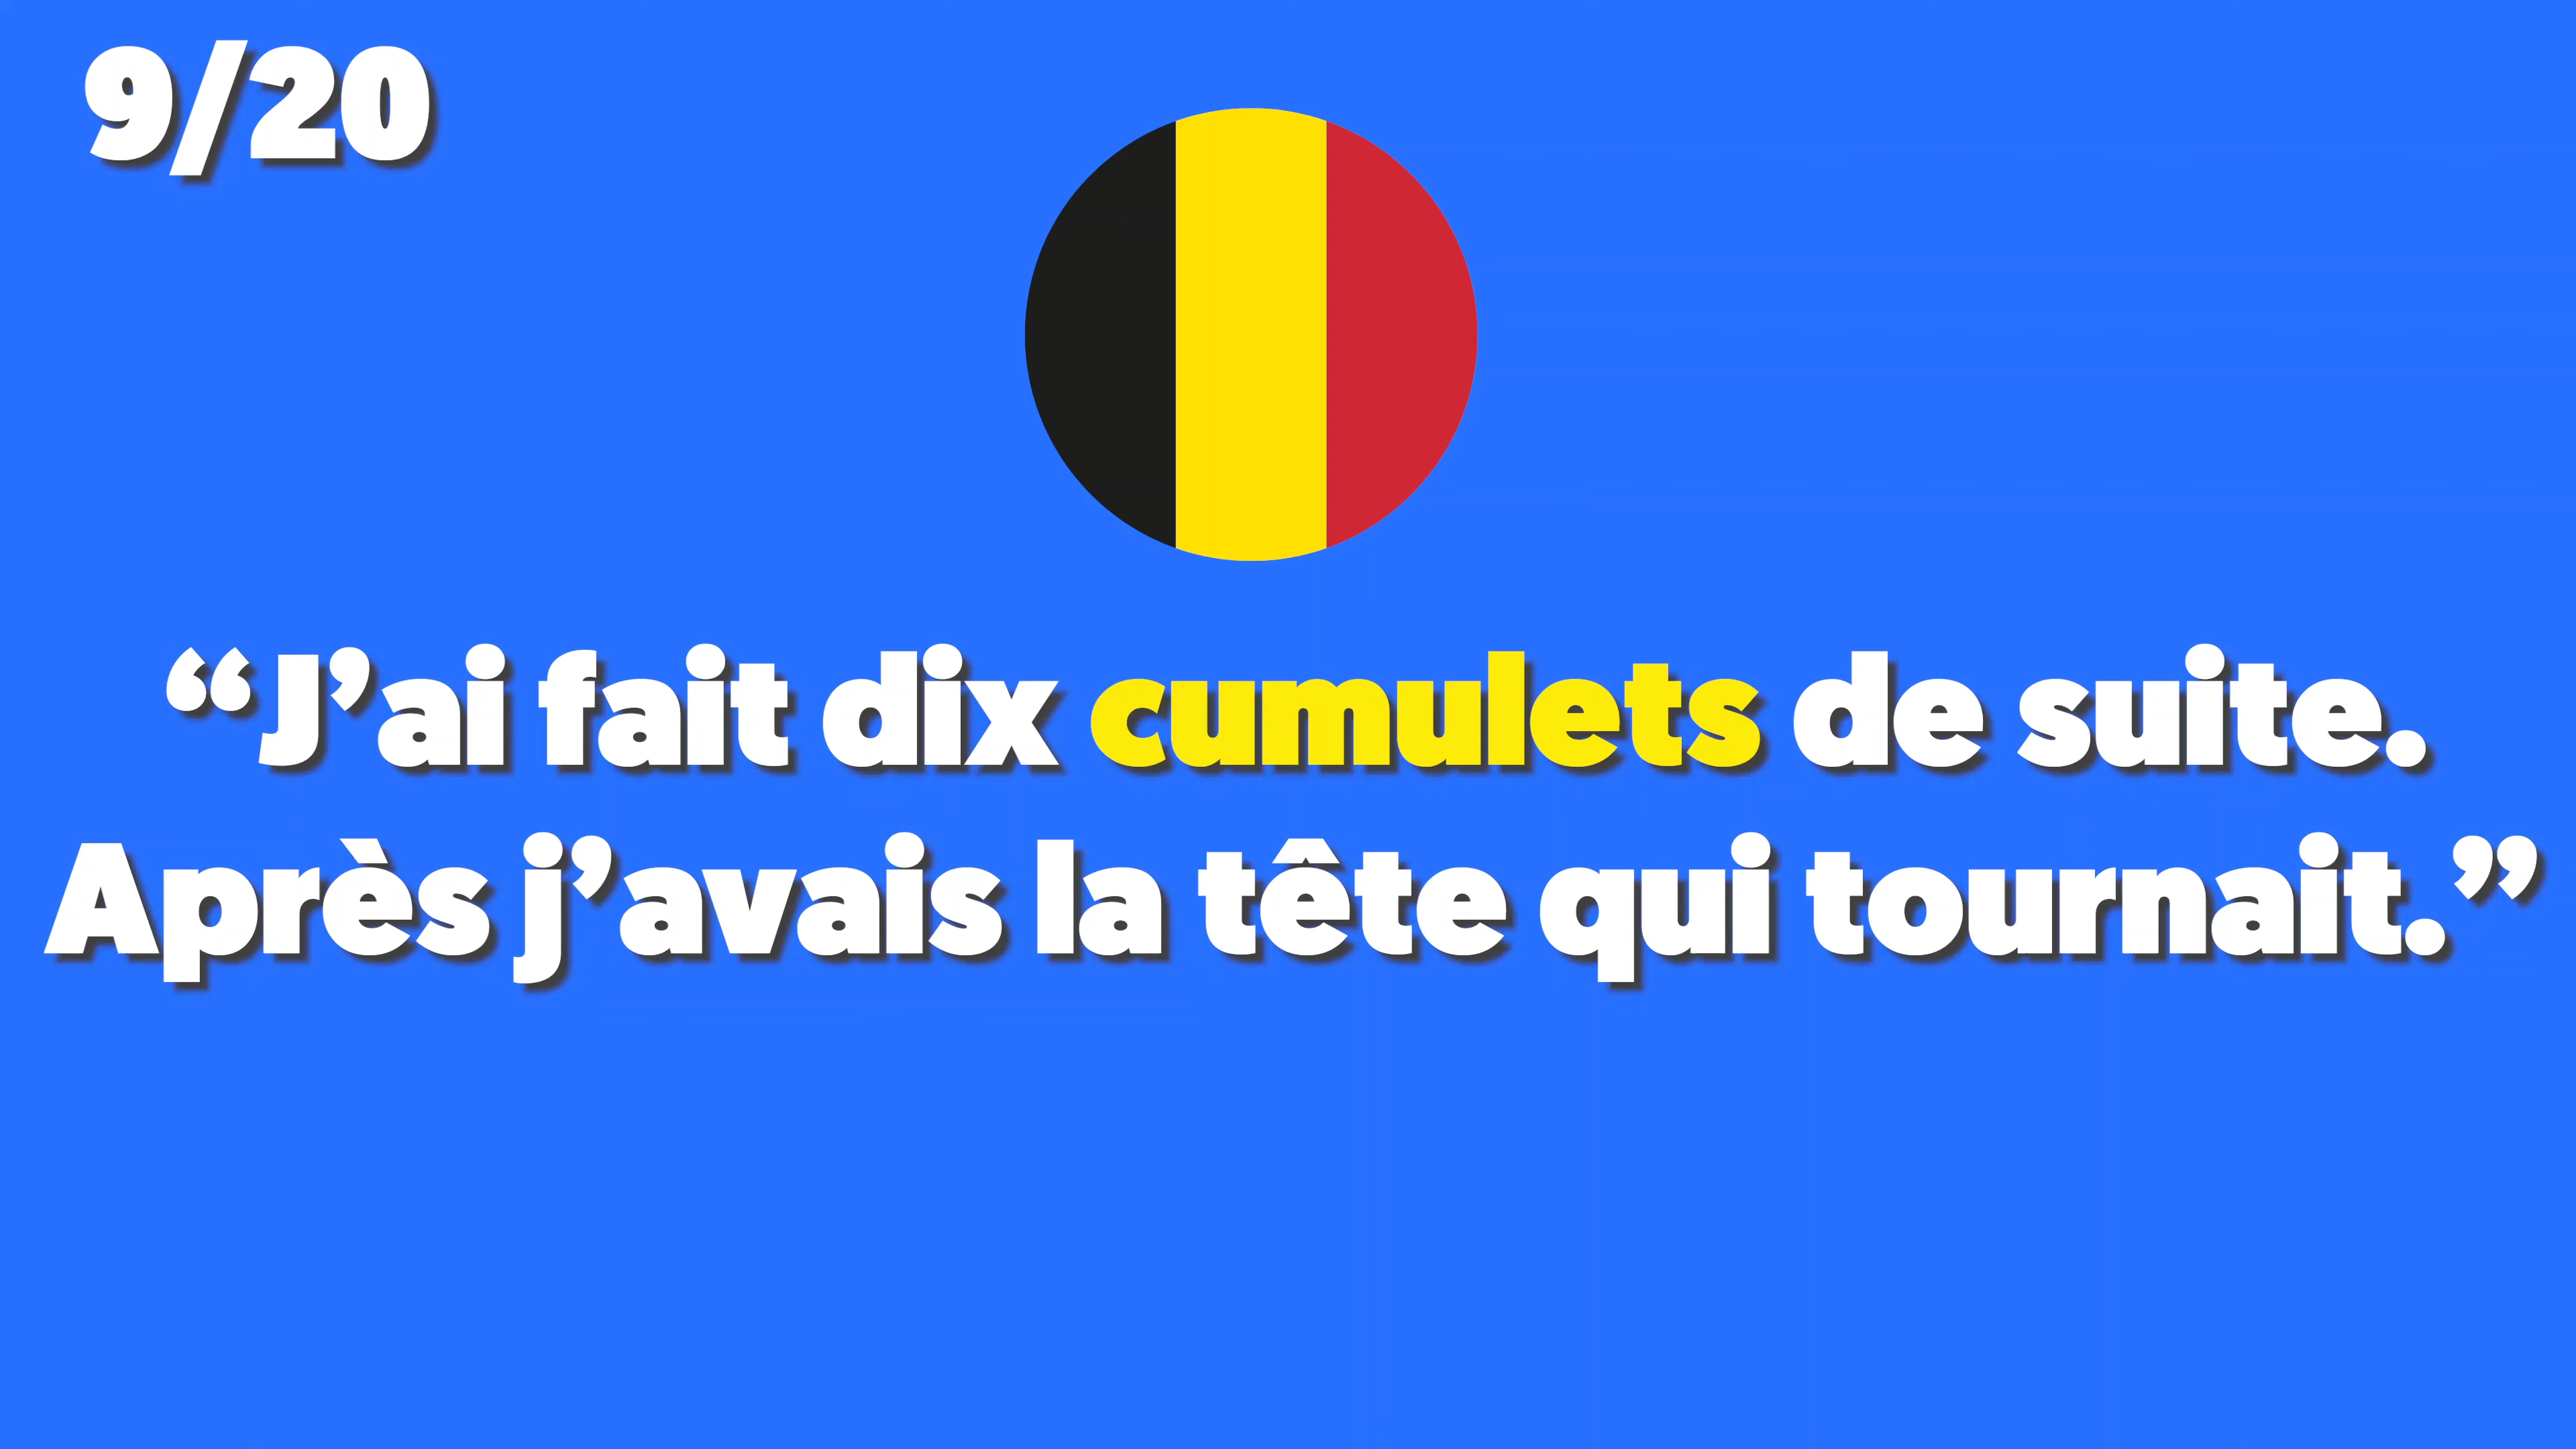 9/20
“J’ai fait dix cumulets de suite.
Après j’avais la tête qui tournait.”